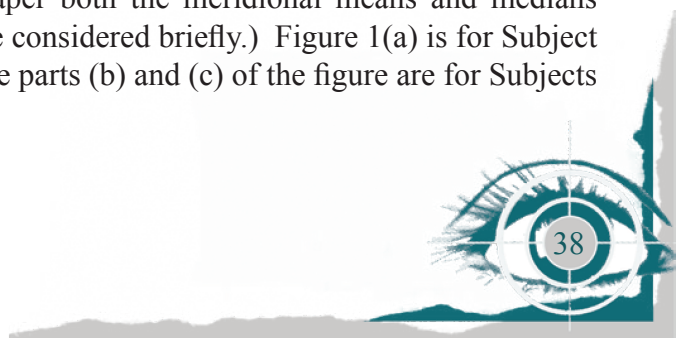 aper both the meridional means and medians
e considered briefly.) Figure 1(a) is for Subject
e parts (b) and (c) of the figure are for Subjects
38